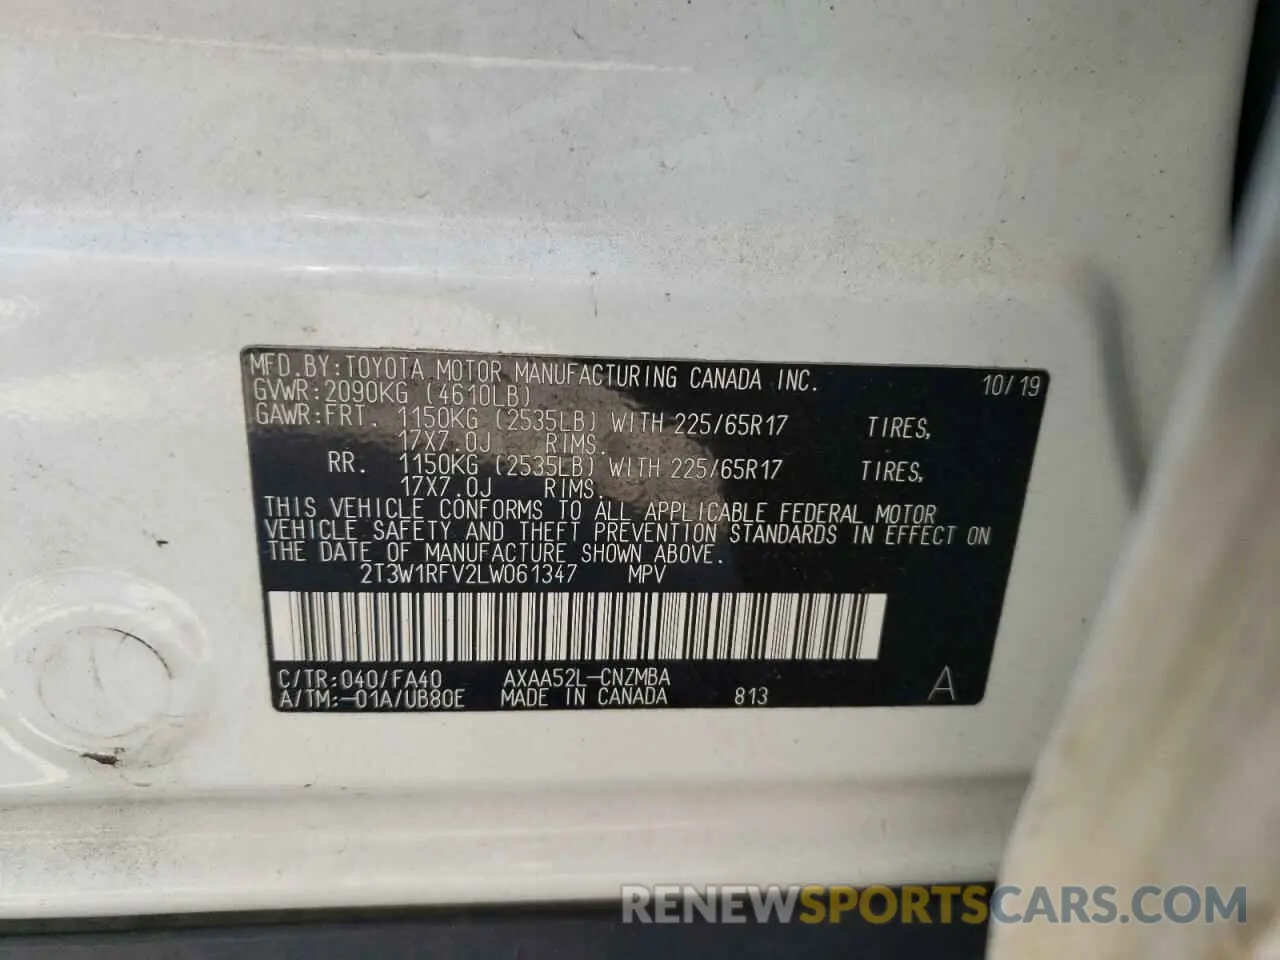 MFD.BY:TOYOTA MOTOR MANUFACTURING CANADA INC. 10/19
GVWR:2090KG (4610LB)
GAWR:FRT. 1150KG (2535LB) WITH 225/65R17 TIRES,
17X7.0J RIMS.
RR. 1150KG (2535LB) WITH 225/65R17 TIRES,
17X7.0J RIMS.
THIS VEHICLE CONFORMS TO ALL APPLICABLE FEDERAL MOTOR
VEHICLE SAFETY AND THEFT PREVENTION STANDARDS IN EFFECT ON
THE DATE OF MANUFACTURE SHOWN ABOVE.
2T3W1RFV2LW061347 MPV
C/TR:040/FA40 AXAA52L-CNZMBA
A/TM:-01A/UB80E MADE IN CANADA 813 A
RENEWSPORTSCARS.COM